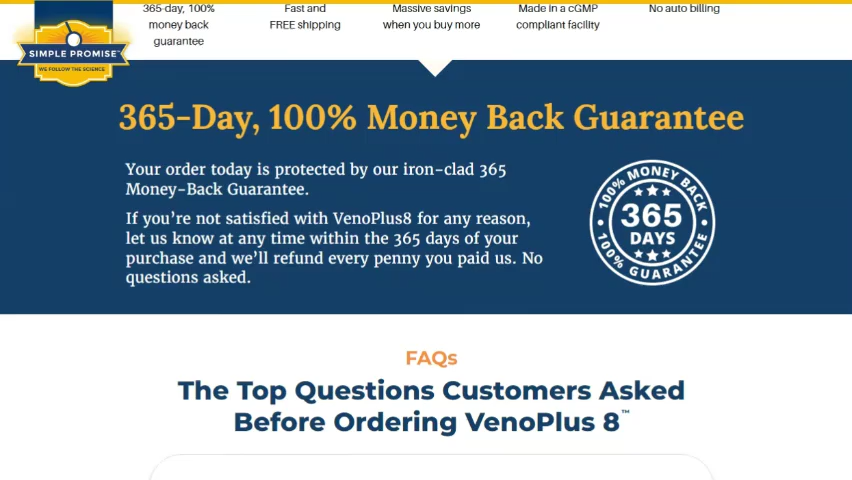 365-day, 100%
money back
guarantee
Fast and
FREE shipping
Massive savings
when you buy more
Made in a cGMP
compliant facility
No auto billing
SIMPLE PROMISE™
WE FOLLOW THE SCIENCE
365-Day, 100% Money Back Guarantee
Your order today is protected by our iron-clad 365
Money-Back Guarantee.
If you’re not satisfied with VenoPlus8 for any reason,
let us know at any time within the 365 days of your
purchase and we’ll refund every penny you paid us. No
questions asked.
100% MONEY BACK
365
DAYS
100% GUARANTEE
FAQs
The Top Questions Customers Asked
Before Ordering VenoPlus 8™